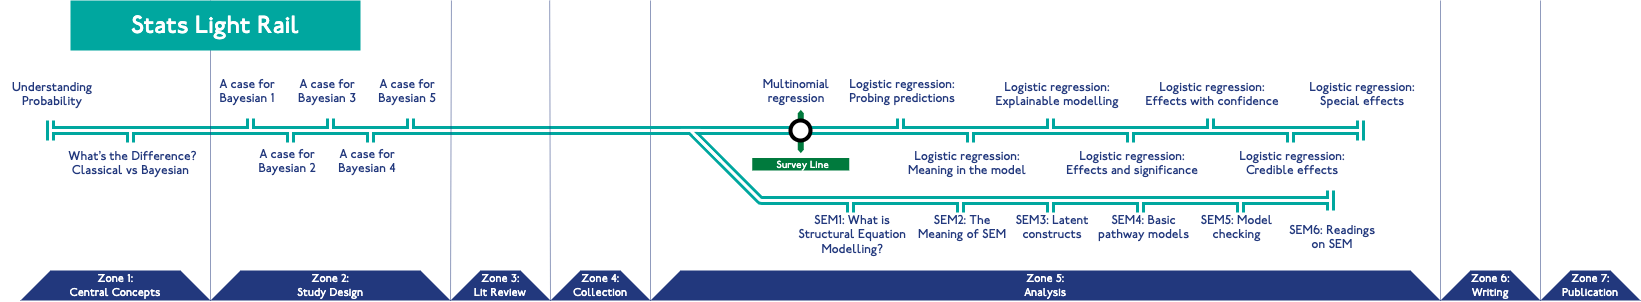 Stats Light Rail
Understanding
Probability
What's the Difference?
Classical vs Bayesian
A case for
Bayesian 1
A case for
Bayesian 2
A case for
Bayesian 3
A case for
Bayesian 4
A case for
Bayesian 5
Multinomial
regression
Survey Line
Logistic regression:
Probing predictions
Logistic regression:
Meaning in the model
Logistic regression:
Explainable modelling
Logistic regression:
Effects and significance
Logistic regression:
Effects with confidence
Logistic regression:
Credible effects
Logistic regression:
Special effects
SEM1: What is
Structural Equation
Modelling?
SEM2: The
Meaning of SEM
SEM3: Latent
constructs
SEM4: Basic
pathway models
SEM5: Model
checking
SEM6: Readings
on SEM
Zone 1:
Central Concepts
Zone 2:
Study Design
Zone 3:
Lit Review
Zone 4:
Collection
Zone 5:
Analysis
Zone 6:
Writing
Zone 7:
Publication